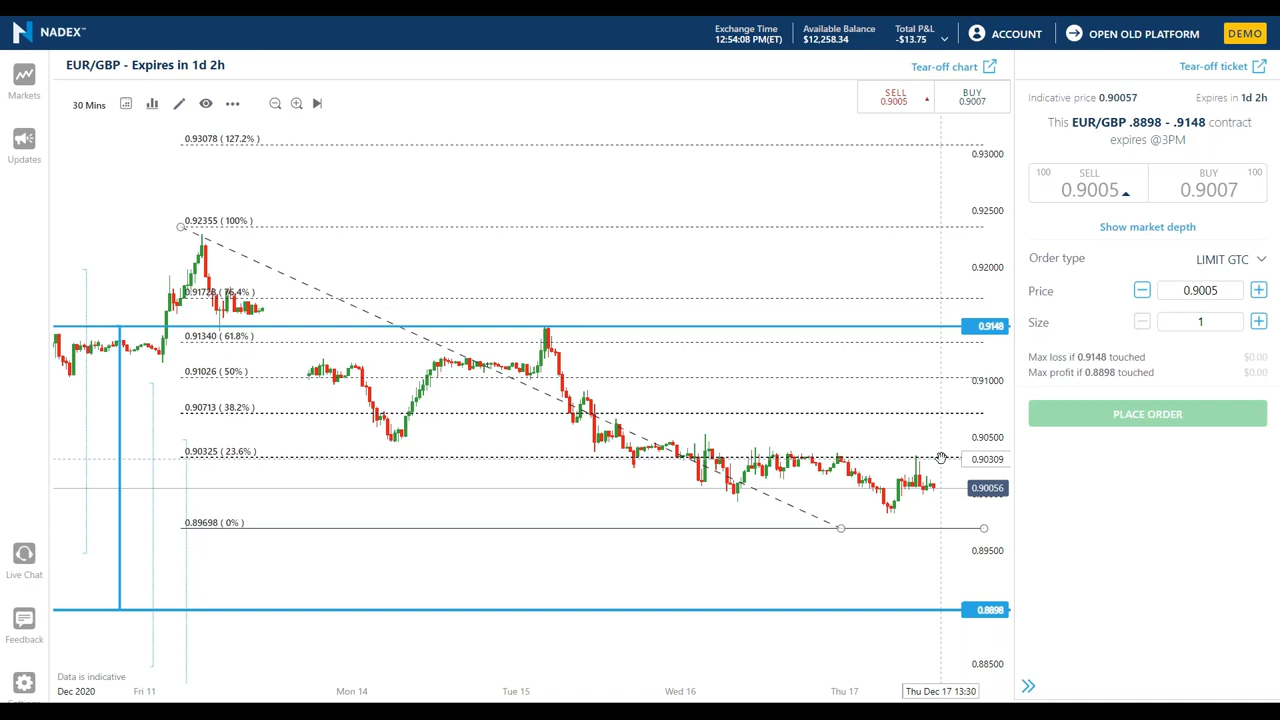 NADEX™
Exchange Time
12:54:08 PM(ET)
Available Balance
$12,258.34
Total P&L
-$13.75
ACCOUNT
OPEN OLD PLATFORM
DEMO
Markets
Updates
Live Chat
Feedback
EUR/GBP - Expires in 1d 2h
Tear-off chart
30 Mins
SELL
0.9005
BUY
0.9007
0.93078 ( 127.2% )
0.92355 ( 100% )
0.91728 ( 76.4% )
0.91340 ( 61.8% )
0.91026 ( 50% )
0.90713 ( 38.2% )
0.90325 ( 23.6% )
0.89698 ( 0% )
0.93000
0.92500
0.92000
0.9148
0.91000
0.90500
0.90309
0.90056
0.89500
0.8898
0.88500
Data is indicative
Dec 2020
Fri 11
Mon 14
Tue 15
Wed 16
Thu 17
Thu Dec 17 13:30
Tear-off ticket
Indicative price 0.90057
Expires in 1d 2h
This EUR/GBP .8898 - .9148 contract
expires @3PM
100
SELL
0.9005
BUY
100
0.9007
Show market depth
Order type
LIMIT GTC
Price
0.9005
Size
1
Max loss if 0.9148 touched
$0.00
Max profit if 0.8898 touched
$0.00
PLACE ORDER